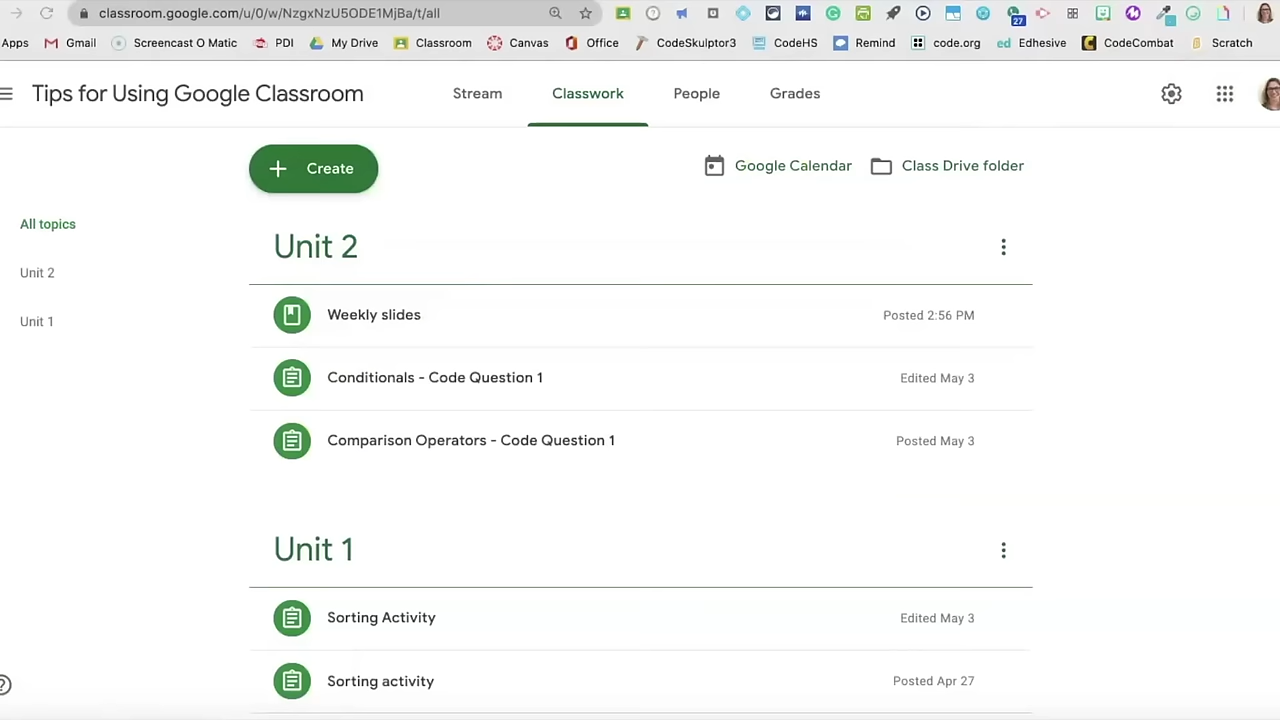 classroom.google.com/u/0/w/NzgxNzU5ODE1MjBa/t/all
27
Apps Gmail Screencast O Matic PDI My Drive Classroom Canvas Office CodeSkulptor3 CodeHS Remind code.org ed Edhesive CodeCombat Scratch
Tips for Using Google Classroom Stream Classwork People Grades
+ Create Google Calendar Class Drive folder
All topics
Unit 2
Unit 2
Weekly slides Posted 2:56 PM
Unit 1
Conditionals - Code Question 1 Edited May 3
Comparison Operators - Code Question 1 Posted May 3
Unit 1
Sorting Activity Edited May 3
Sorting activity Posted Apr 27